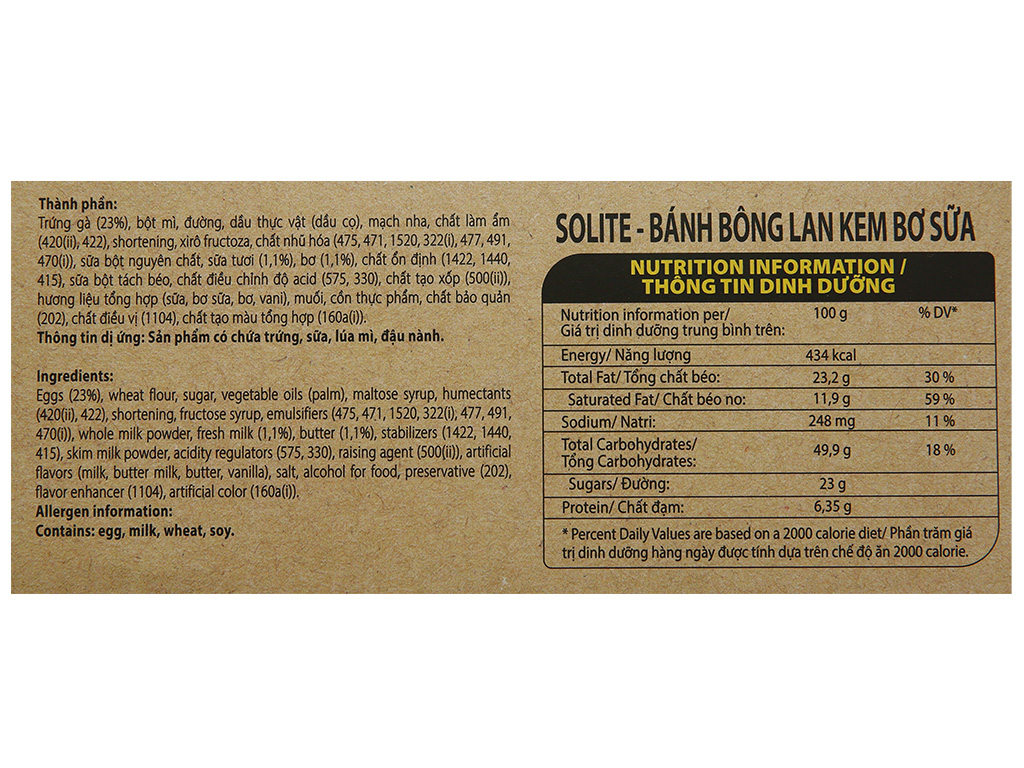 Thành phần:
Trứng gà (23%), bột mì, đường, dầu thực vật (dầu cọ), mạch nha, chất làm ẩm
(420(ii), 422), shortening, xirô fructoza, chất nhũ hóa (475, 471, 1520, 322(i), 477, 491,
470(i)), sữa bột nguyên chất, sữa tươi (1,1%), bơ (1,1%), chất ổn định (1422, 1440,
415), sữa bột tách béo, chất điều chỉnh độ acid (575, 330), chất tạo xốp (500(ii)),
hương liệu tổng hợp (sữa, bơ sữa, bơ, vani), muối, cồn thực phẩm, chất bảo quản
(202), chất điều vị (1104), chất tạo màu tổng hợp (160a(i)).
Thông tin dị ứng: Sản phẩm có chứa trứng, sữa, lúa mì, đậu nành.
Ingredients:
Eggs (23%), wheat flour, sugar, vegetable oils (palm), maltose syrup, humectants
(420(ii), 422), shortening, fructose syrup, emulsifiers (475, 471, 1520, 322(i), 477, 491,
470(i)), whole milk powder, fresh milk (1,1%), butter (1,1%), stabilizers (1422, 1440,
415), skim milk powder, acidity regulators (575, 330), raising agent (500(ii)), artificial
flavors (milk, butter milk, butter, vanilla), salt, alcohol for food, preservative (202),
flavor enhancer (1104), artificial color (160a(i)).
Allergen information:
Contains: egg, milk, wheat, soy.
SOLITE - BÁNH BÔNG LAN KEM BƠ SỮA
NUTRITION INFORMATION /
THÔNG TIN DINH DƯỠNG
Nutrition information per/ 100 g % DV*
Giá trị dinh dưỡng trung bình trên:
Energy/ Năng lượng 434 kcal
Total Fat/ Tổng chất béo: 23,2 g 30 %
Saturated Fat/ Chất béo no: 11,9 g 59 %
Sodium/ Natri: 248 mg 11 %
Total Carbohydrates/ 49,9 g 18 %
Tổng Carbohydrates:
Sugars/ Đường: 23 g
Protein/ Chất đạm: 6,35 g
* Percent Daily Values are based on a 2000 calorie diet/ Phần trăm giá
trị dinh dưỡng hàng ngày được tính dựa trên chế độ ăn 2000 calorie.